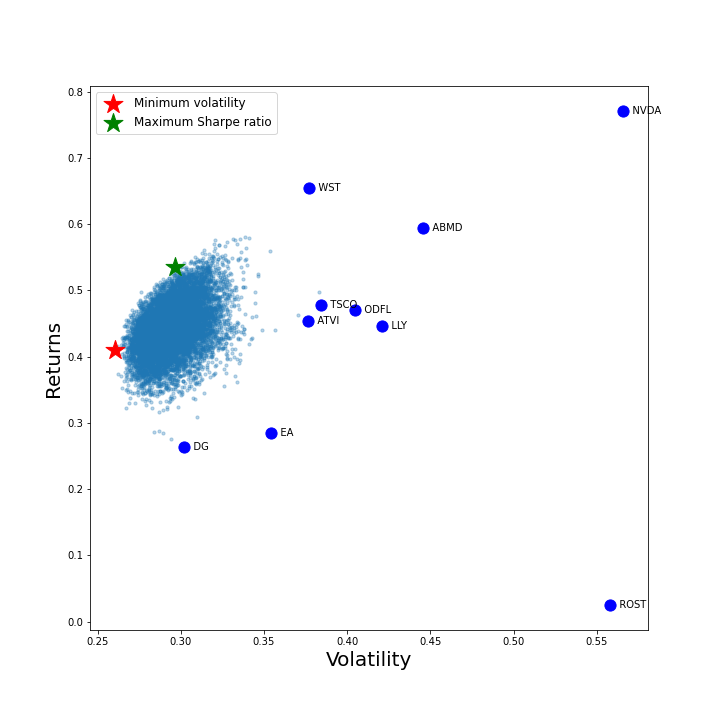 Minimum volatility
Maximum Sharpe ratio
0.8
0.7
0.6
0.5
0.4
0.3
0.2
0.1
0.0
Returns
NVDA
WST
ABMD
TSCO
ODFL
ATVI
LLY
EA
DG
ROST
0.25 0.30 0.35 0.40 0.45 0.50 0.55
Volatility